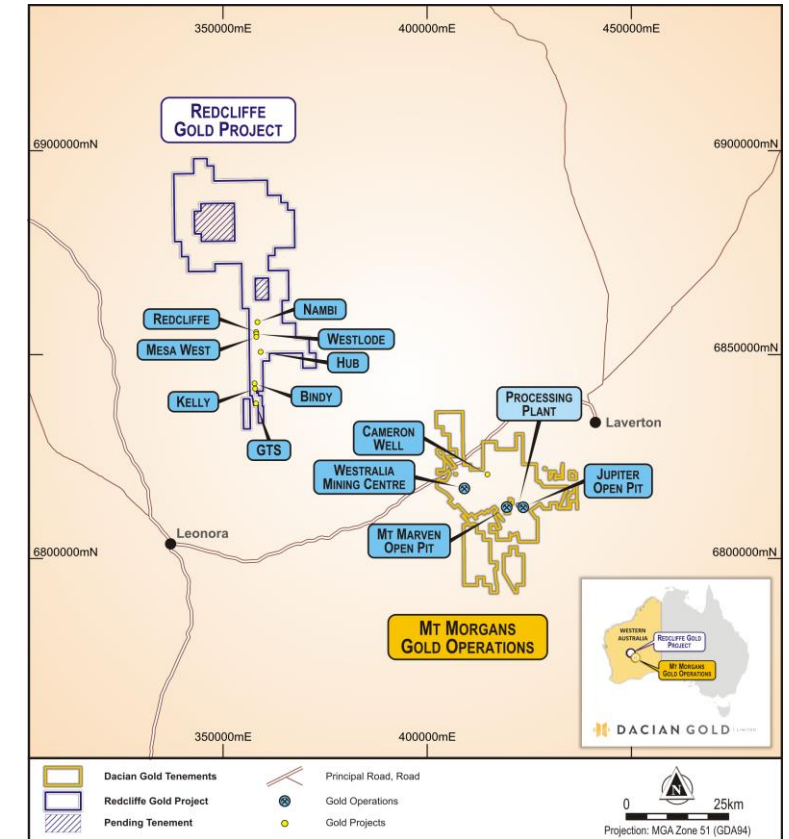 350000mE
400000mE
450000mE
REDCLIFFE
GOLD PROJECT
6900000mN
6900000mN
NAMBI
REDCLIFFE
WESTLODE
MESA WEST
HUB
6850000mN
KELLY
BINDY
PROCESSING
PLANT
GTS
CAMERON
WELL
Laverton
WESTRALIA
MINING CENTRE
JUPITER
OPEN PIT
Leonora
MT MARVEN
OPEN PIT
6800000mN
6800000mN
MT MORGANS
GOLD OPERATIONS
WESTERN
AUSTRALIA
REDCLIFFE GOLD
PROJECT
MT MORGANS
GOLD OPERATIONS
DACIAN GOLD LIMITED
350000mE
400000mE
Dacian Gold Tenements
Principal Road, Road
Redcliffe Gold Project
Gold Operations
Pending Tenement
Gold Projects
N
0 25km
Projection: MGA Zone 51 (GDA94)